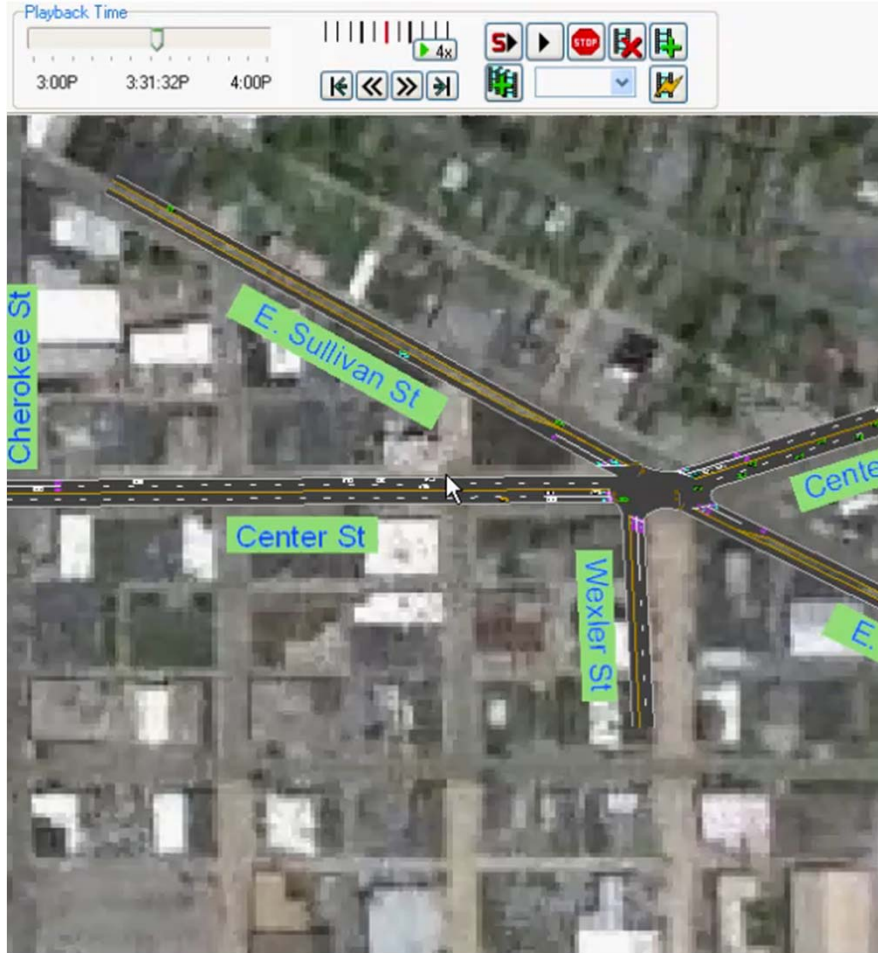 Playback Time
3:00P
3:31:32P
4:00P
4x
S
STOP
E. Sullivan St
Cherokee St
Center St
Cente
Wexler St
E.